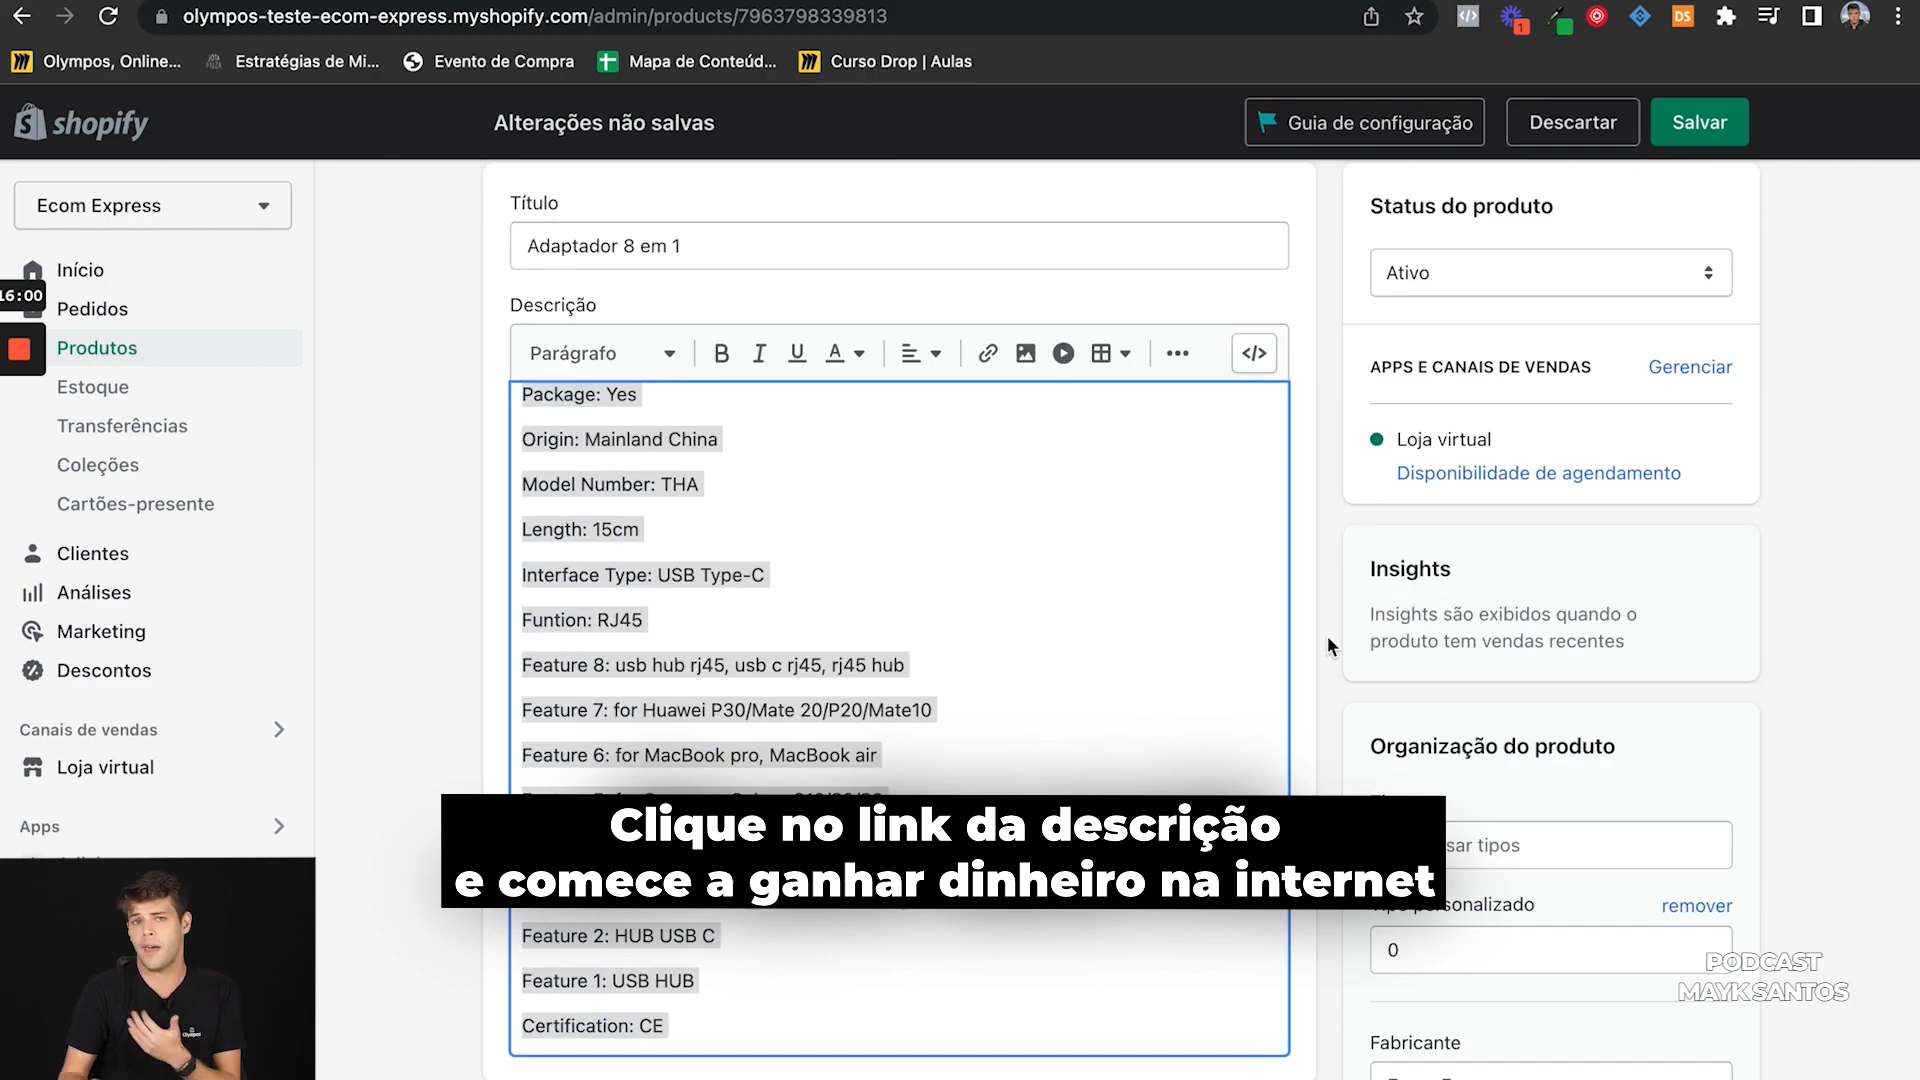 olympos-teste-ecom-express.myshopify.com/admin/products/7963798339813
1
DS
Olympos, Online...
Estratégias de Mi...
Evento de Compra
Mapa de Conteúd...
Curso Drop | Aulas
shopify
Alterações não salvas
Guia de configuração
Descartar
Salvar
Ecom Express
Início
16:00
Pedidos
Produtos
Estoque
Transferências
Coleções
Cartões-presente
Clientes
Análises
Marketing
Descontos
Canais de vendas
Loja virtual
Apps
Título
Adaptador 8 em 1
Descrição
Parágrafo
B I U A
</>
Package: Yes
Origin: Mainland China
Model Number: THA
Length: 15cm
Interface Type: USB Type-C
Funtion: RJ45
Feature 8: usb hub rj45, usb c rj45, rj45 hub
Feature 7: for Huawei P30/Mate 20/P20/Mate10
Feature 6: for MacBook pro, MacBook air
Clique no link da descrição
e comece a ganhar dinheiro na internet
Feature 2: HUB USB C
Feature 1: USB HUB
Certification: CE
Status do produto
Ativo
APPS E CANAIS DE VENDAS
Gerenciar
Loja virtual
Disponibilidade de agendamento
Insights
Insights são exibidos quando o
produto tem vendas recentes
Organização do produto
sar tipos
personalizado
remover
0
PODCAST
MAYK SANTOS
Fabricante
Olympos